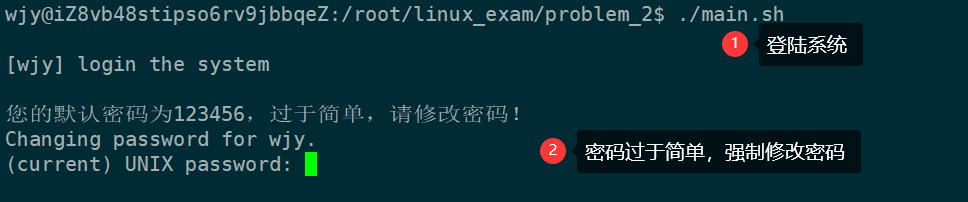 wjy@iZ8vb48stipso6rv9jbbqeZ:/root/linux_exam/problem_2$ ./main.sh
1 登陆系统
[wjy] login the system
您的默认密码为123456，过于简单，请修改密码！
Changing password for wjy.
(current) UNIX password:
2 密码过于简单，强制修改密码